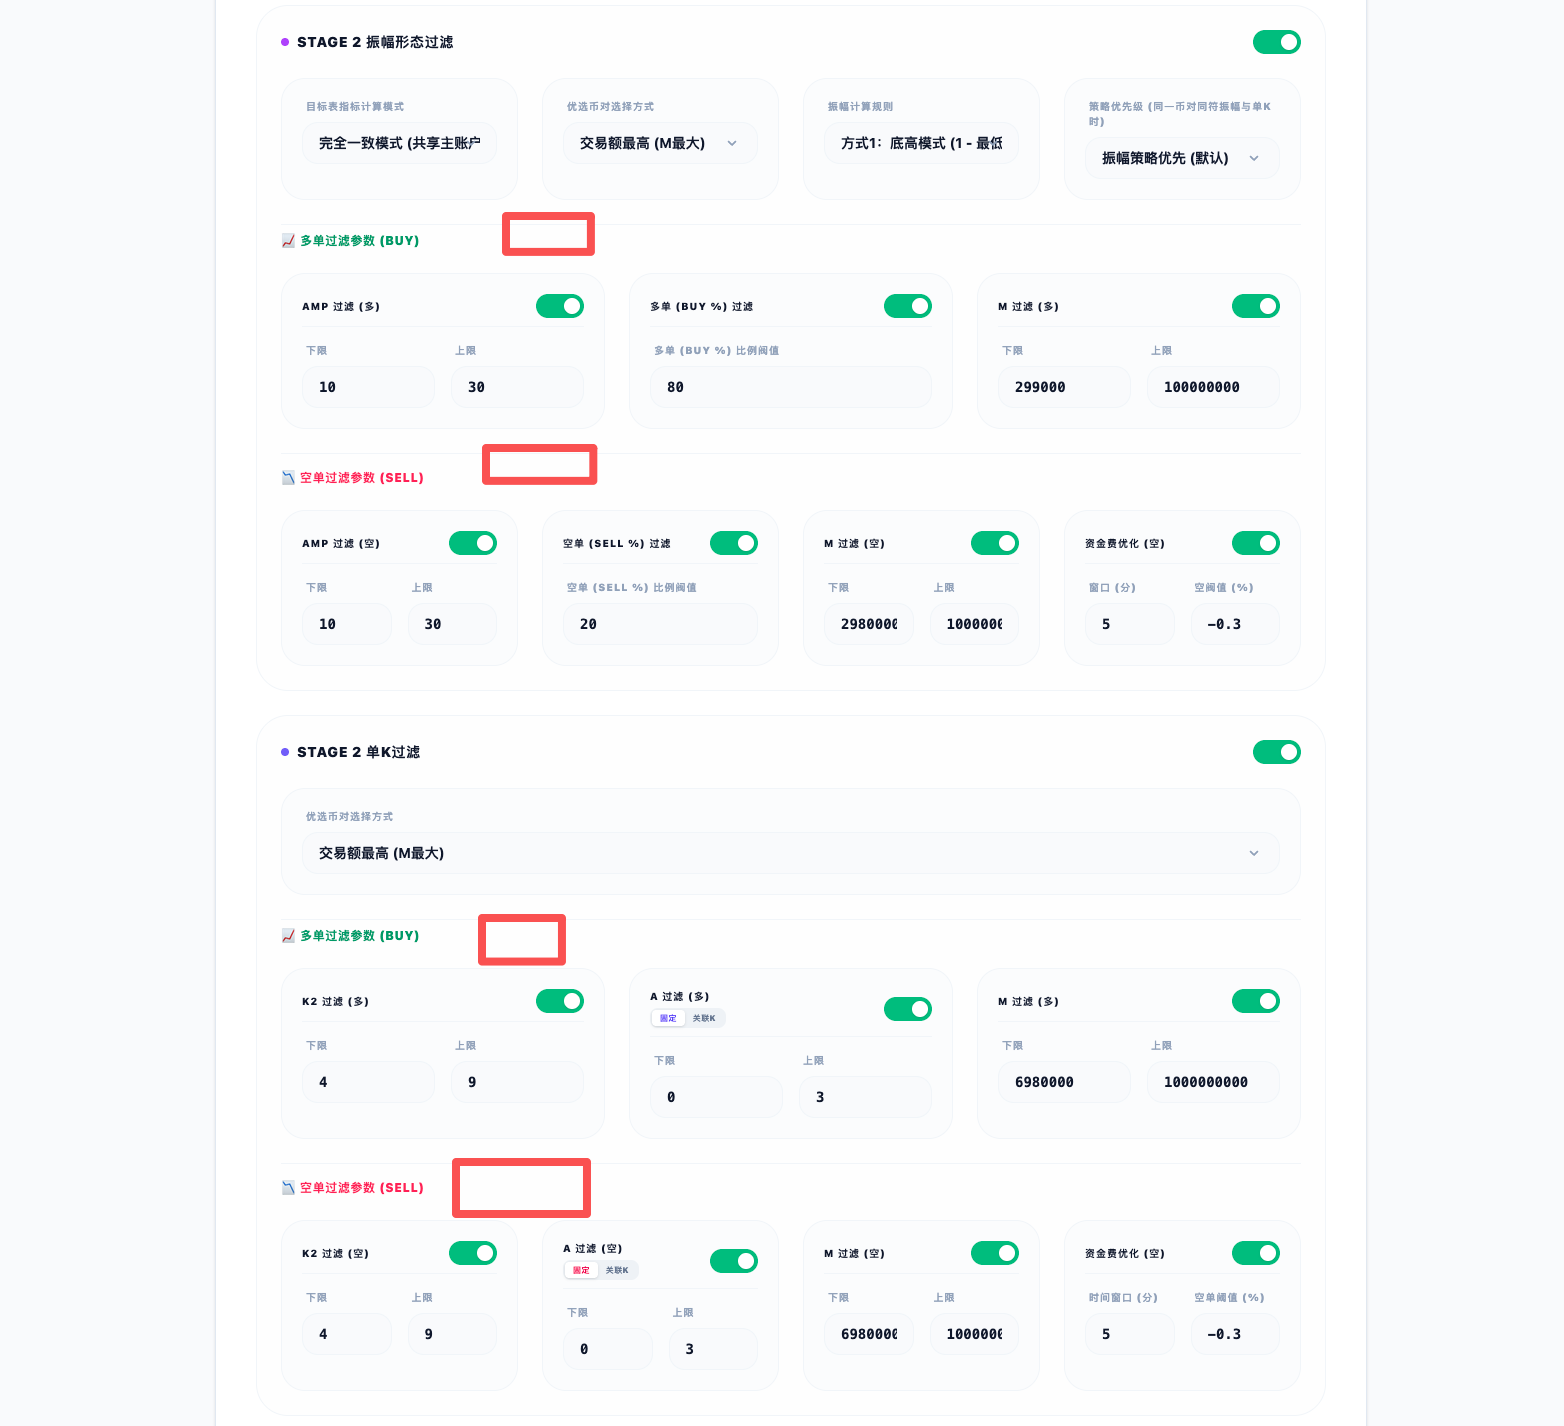 STAGE 2 振幅形态过滤
目标表指标计算模式
完全一致模式 (共享主账户
优选币对选择方式
交易额最高 (M最大)
振幅计算规则
方式1：底高模式 (1 - 最低
策略优先级 (同一币对同符振幅与单K
时)
振幅策略优先 (默认)
多单过滤参数 (BUY)
AMP 过滤 (多)
下限
上限
10
30
多单 (BUY %) 过滤
多单 (BUY %) 比例阀值
80
M 过滤 (多)
下限
上限
299000
100000000
空单过滤参数 (SELL)
AMP 过滤 (空)
下限
上限
10
30
空单 (SELL %) 过滤
空单 (SELL %) 比例阀值
20
M 过滤 (空)
下限
上限
2980000
1000000
资金费优化 (空)
窗口 (分)
空阀值 (%)
5
-0.3
STAGE 2 单K过滤
优选币对选择方式
交易额最高 (M最大)
多单过滤参数 (BUY)
K2 过滤 (多)
下限
上限
4
9
A 过滤 (多)
固定
关联K
下限
上限
0
3
M 过滤 (多)
下限
上限
6980000
1000000000
空单过滤参数 (SELL)
K2 过滤 (空)
下限
上限
4
9
A 过滤 (空)
固定
关联K
下限
上限
0
3
M 过滤 (空)
下限
上限
6980000
1000000
资金费优化 (空)
时间窗口 (分)
空单阈值 (%)
5
-0.3